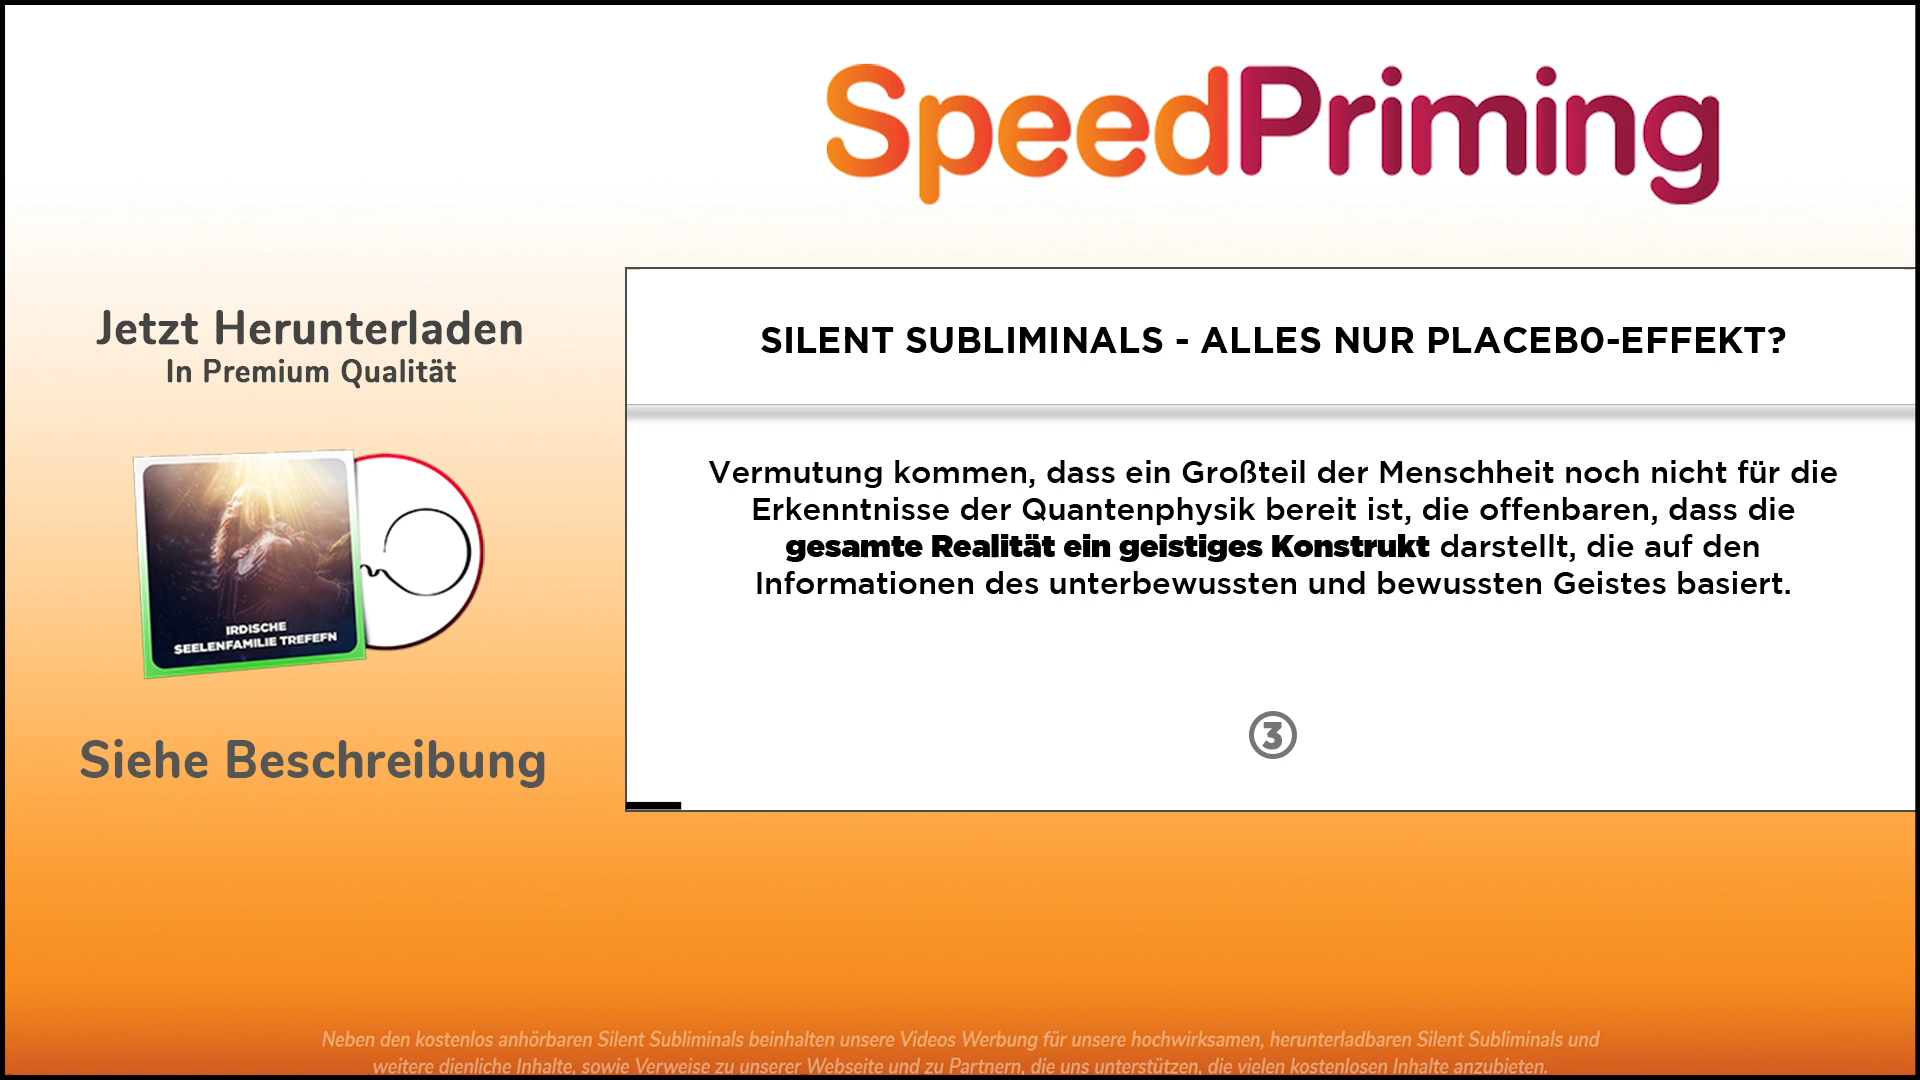 SpeedPriming
Jetzt Herunterladen
In Premium Qualität
IRDISCHE
SEELENFAMILIE TREFEFN
Siehe Beschreibung
SILENT SUBLIMINALS - ALLES NUR PLACEB0-EFFEKT?
Vermutung kommen, dass ein Großteil der Menschheit noch nicht für die
Erkenntnisse der Quantenphysik bereit ist, die offenbaren, dass die
gesamte Realität ein geistiges Konstrukt darstellt, die auf den
Informationen des unterbewussten und bewussten Geistes basiert.
3
Neben den kostenlos anhörbaren Silent Subliminals beinhalten unsere Videos Werbung für unsere hochwirksamen, herunterladbaren Silent Subliminals und
weitere dienliche Inhalte, sowie Verweise zu unserer Webseite und zu Partnern, die uns unterstützen, die vielen kostenlosen Inhalte anzubieten.